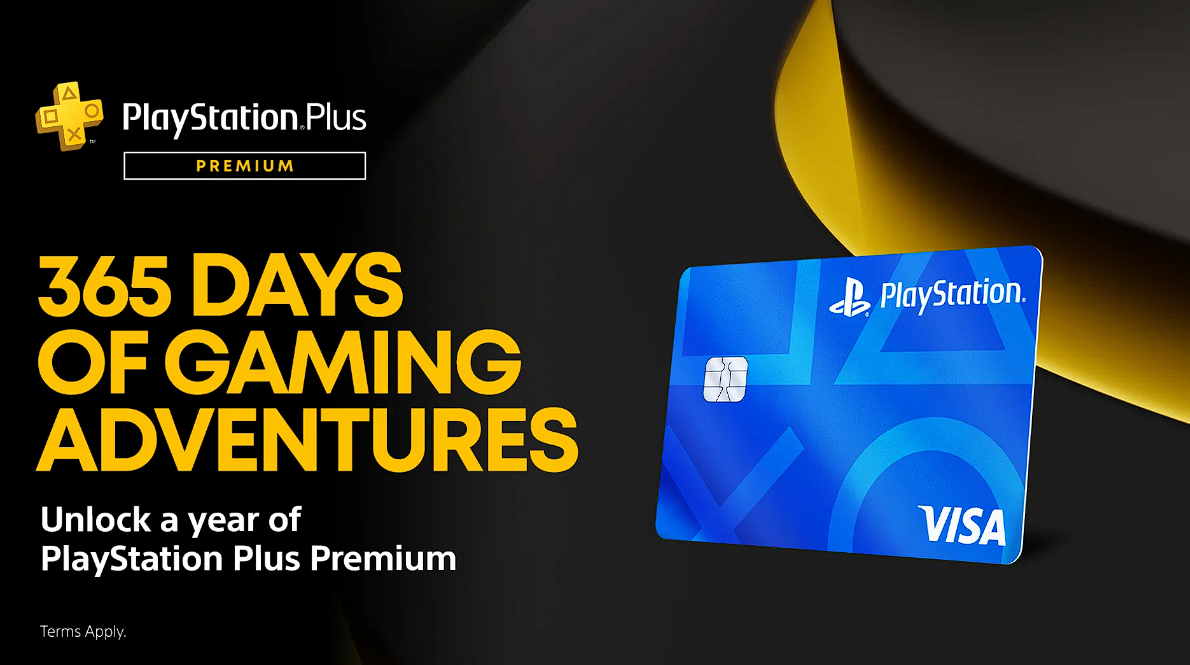 PlayStation®Plus
PREMIUM
365 DAYS
OF GAMING
ADVENTURES
Unlock a year of
PlayStation Plus Premium
Terms Apply.
PlayStation®
VISA